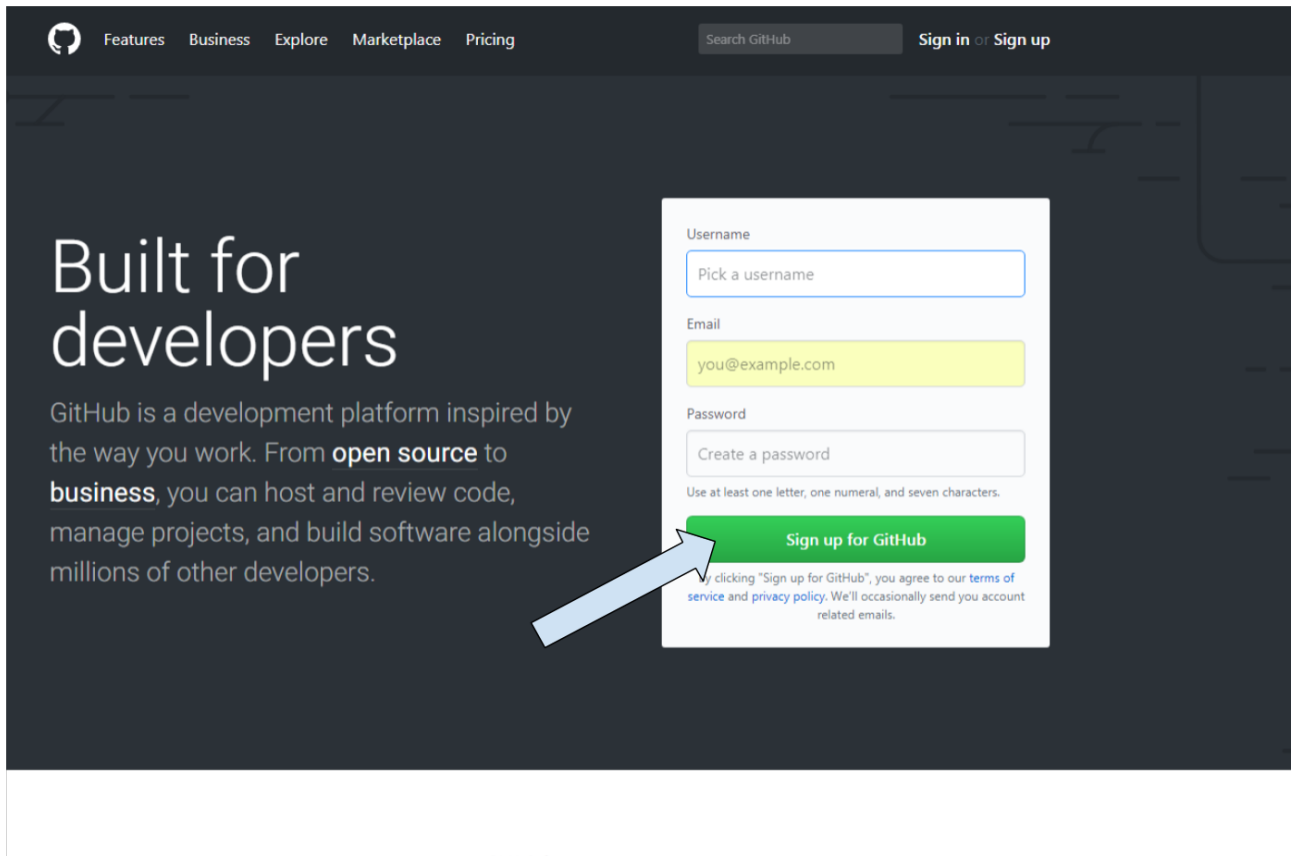 Features Business Explore Marketplace Pricing Search GitHub Sign in or Sign up
Built for
developers
GitHub is a development platform inspired by
the way you work. From open source to
business, you can host and review code,
manage projects, and build software alongside
millions of other developers.
Username
Pick a username
Email
you@example.com
Password
Create a password
Use at least one letter, one numeral, and seven characters.
Sign up for GitHub
y clicking "Sign up for GitHub", you agree to our terms of
service and privacy policy. We'll occasionally send you account
related emails.